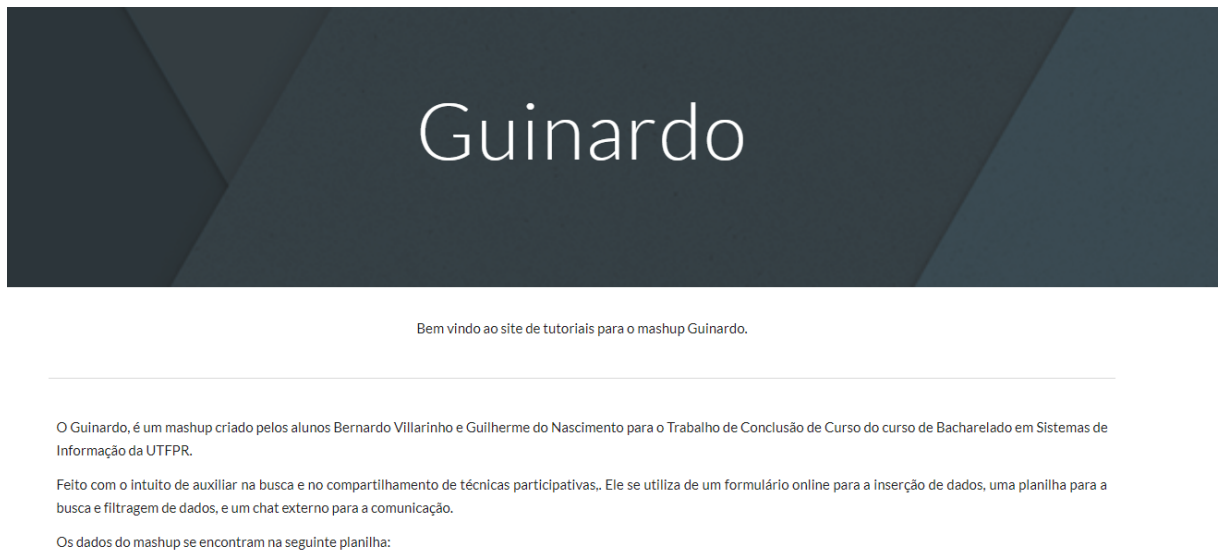 Guinardo
Bem vindo ao site de tutoriais para o mashup Guinardo.
O Guinardo, é um mashup criado pelos alunos Bernardo Villarinho e Guilherme do Nascimento para o Trabalho de Conclusão de Curso do curso de Bacharelado em Sistemas de
Informação da UTFPR.
Feito com o intuito de auxiliar na busca e no compartilhamento de técnicas participativas,. Ele se utiliza de um formulário online para a inserção de dados, uma planilha para a
busca e filtragem de dados, e um chat externo para a comunicação.
Os dados do mashup se encontram na seguinte planilha: